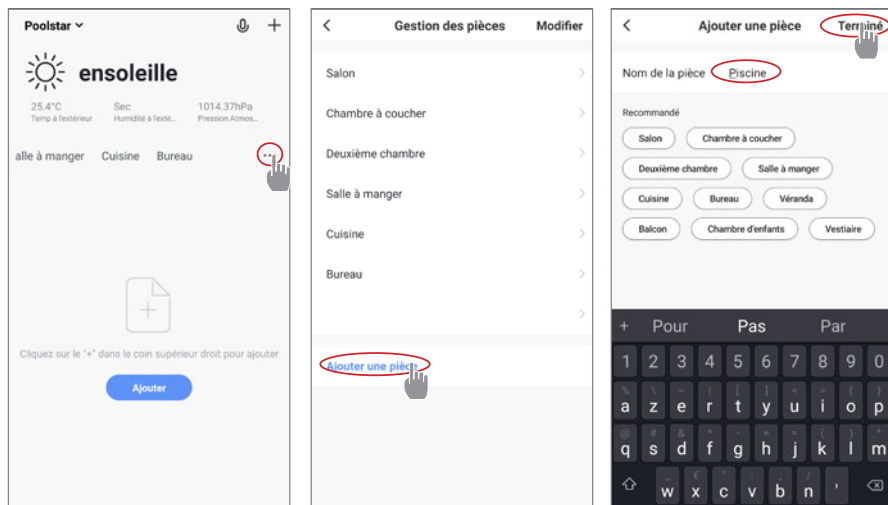 Poolstar
+
ensoleille
25.4°C Sec 1014.37hPa
Temp à l'extérieur Humidité à l'exté... Pression Atmos...
alle à manger Cuisine Bureau ...
Cliquez sur le "+" dans le coin supérieur droit pour ajouter
Ajouter
< Gestion des pièces Modifier
Salon >
Chambre à coucher >
Deuxième chambre >
Salle à manger >
Cuisine >
Bureau >
>
Ajouter une pièce
< Ajouter une pièce Terminé
Nom de la pièce Piscine
Recommandé
Salon Chambre à coucher
Deuxième chambre Salle à manger
Cuisine Bureau Véranda
Balcon Chambre d'enfants Vestiaire
+ Pour Pas Par
1 2 3 4 5 6 7 8 9 0
a z e r t y u i o p
q s d f g h j k l m
w x c v b n '